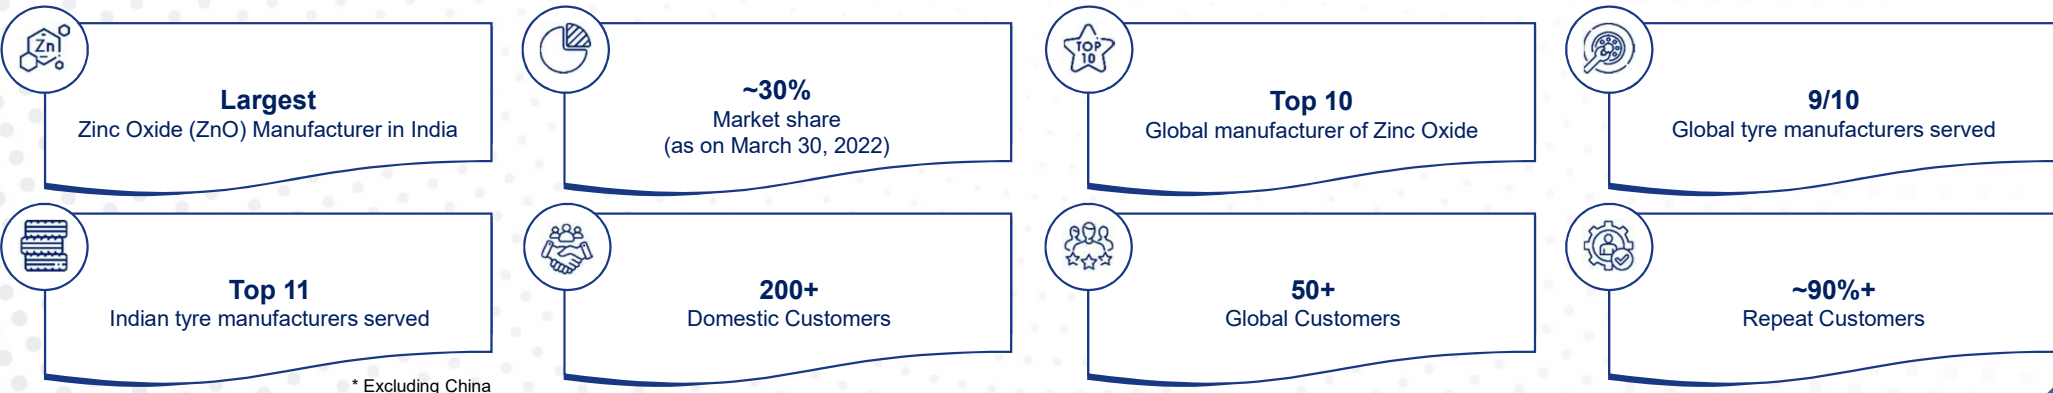 Zn
Largest
Zinc Oxide (ZnO) Manufacturer in India
~30%
Market share
(as on March 30, 2022)
TOP
10
Top 10
Global manufacturer of Zinc Oxide
9/10
Global tyre manufacturers served
Top 11
Indian tyre manufacturers served
200+
Domestic Customers
50+
Global Customers
~90%+
Repeat Customers
* Excluding China